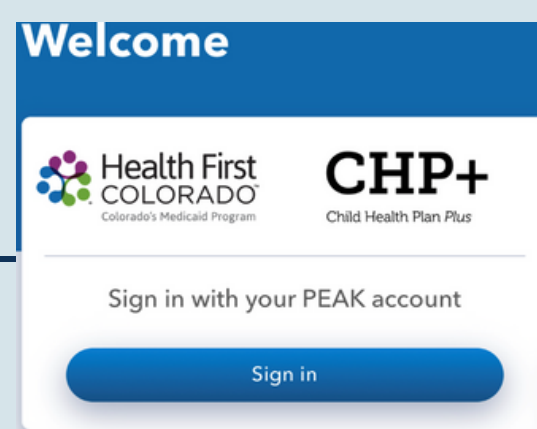 Welcome
Health First
COLORADO™
Colorado's Medicaid Program
CHP+
Child Health Plan Plus
Sign in with your PEAK account
Sign in